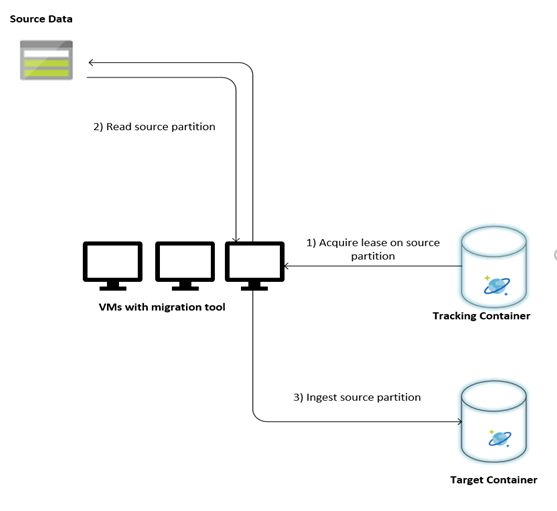 Source Data
2) Read source partition
1) Acquire lease on source
partition
VMs with migration tool
Tracking Container
3) Ingest source partition
Target Container